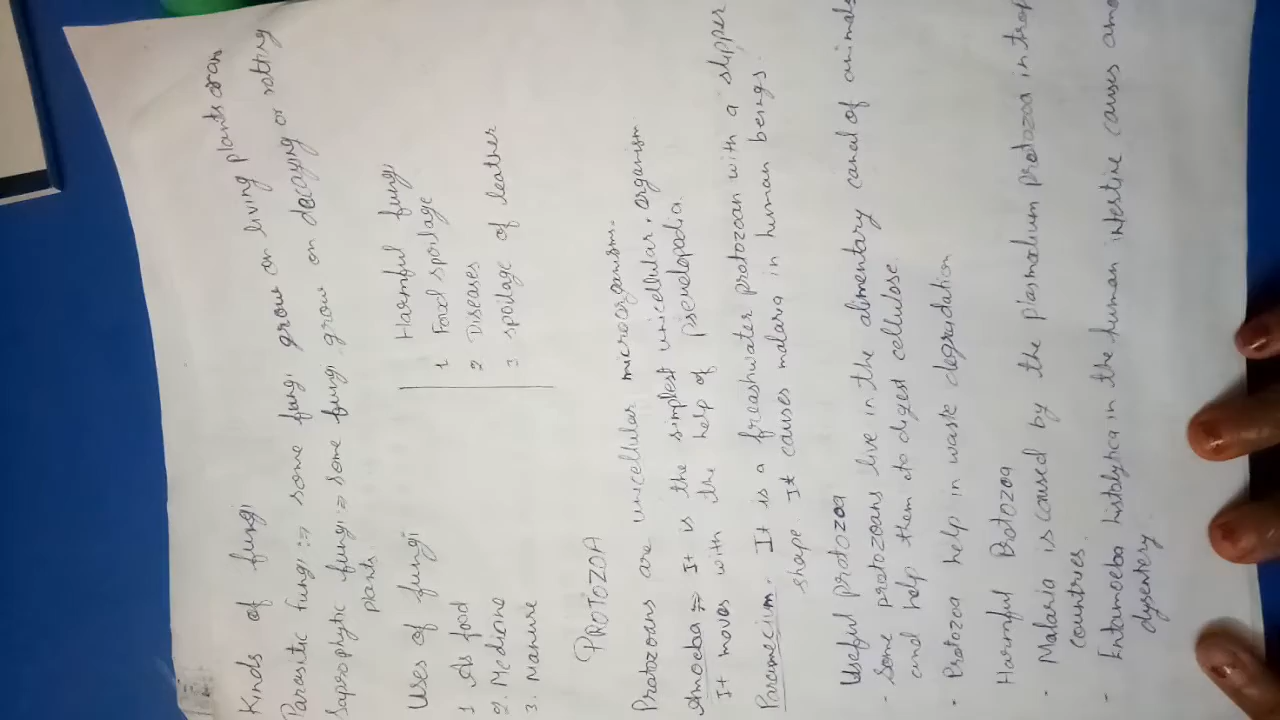 Kinds of fungi
Parasitic fungi :→ some fungi grow on living plants or an
Saprophytic fungi :→ some fungi grow on decaying or rotting
plants
Uses of fungi
1 As food
2. Medicine
3. Manure
Harmful fungi
1 Food spoilage
2 Diseases
3 spoilage of leather
PROTOZOA
Protozoans are unicellular microorganisms.
Amoeba ⇒ It is the simplest unicellular organism.
It moves with the help of pseudopodia.
Paramecium. It is a freashwater protozoan with a slipper
shape. It causes malaria in human beings.
Useful protozoa
- Some protozoans live in the alimentary canal of animals
and help them to digest cellulose.
- Protozoa help in waste degradation
Harmful Protozoa
- Malaria is caused by the plasmodium protozoa in trop
countries.
- Entamoeba histolytica in the human intestine causes amo
dysentery